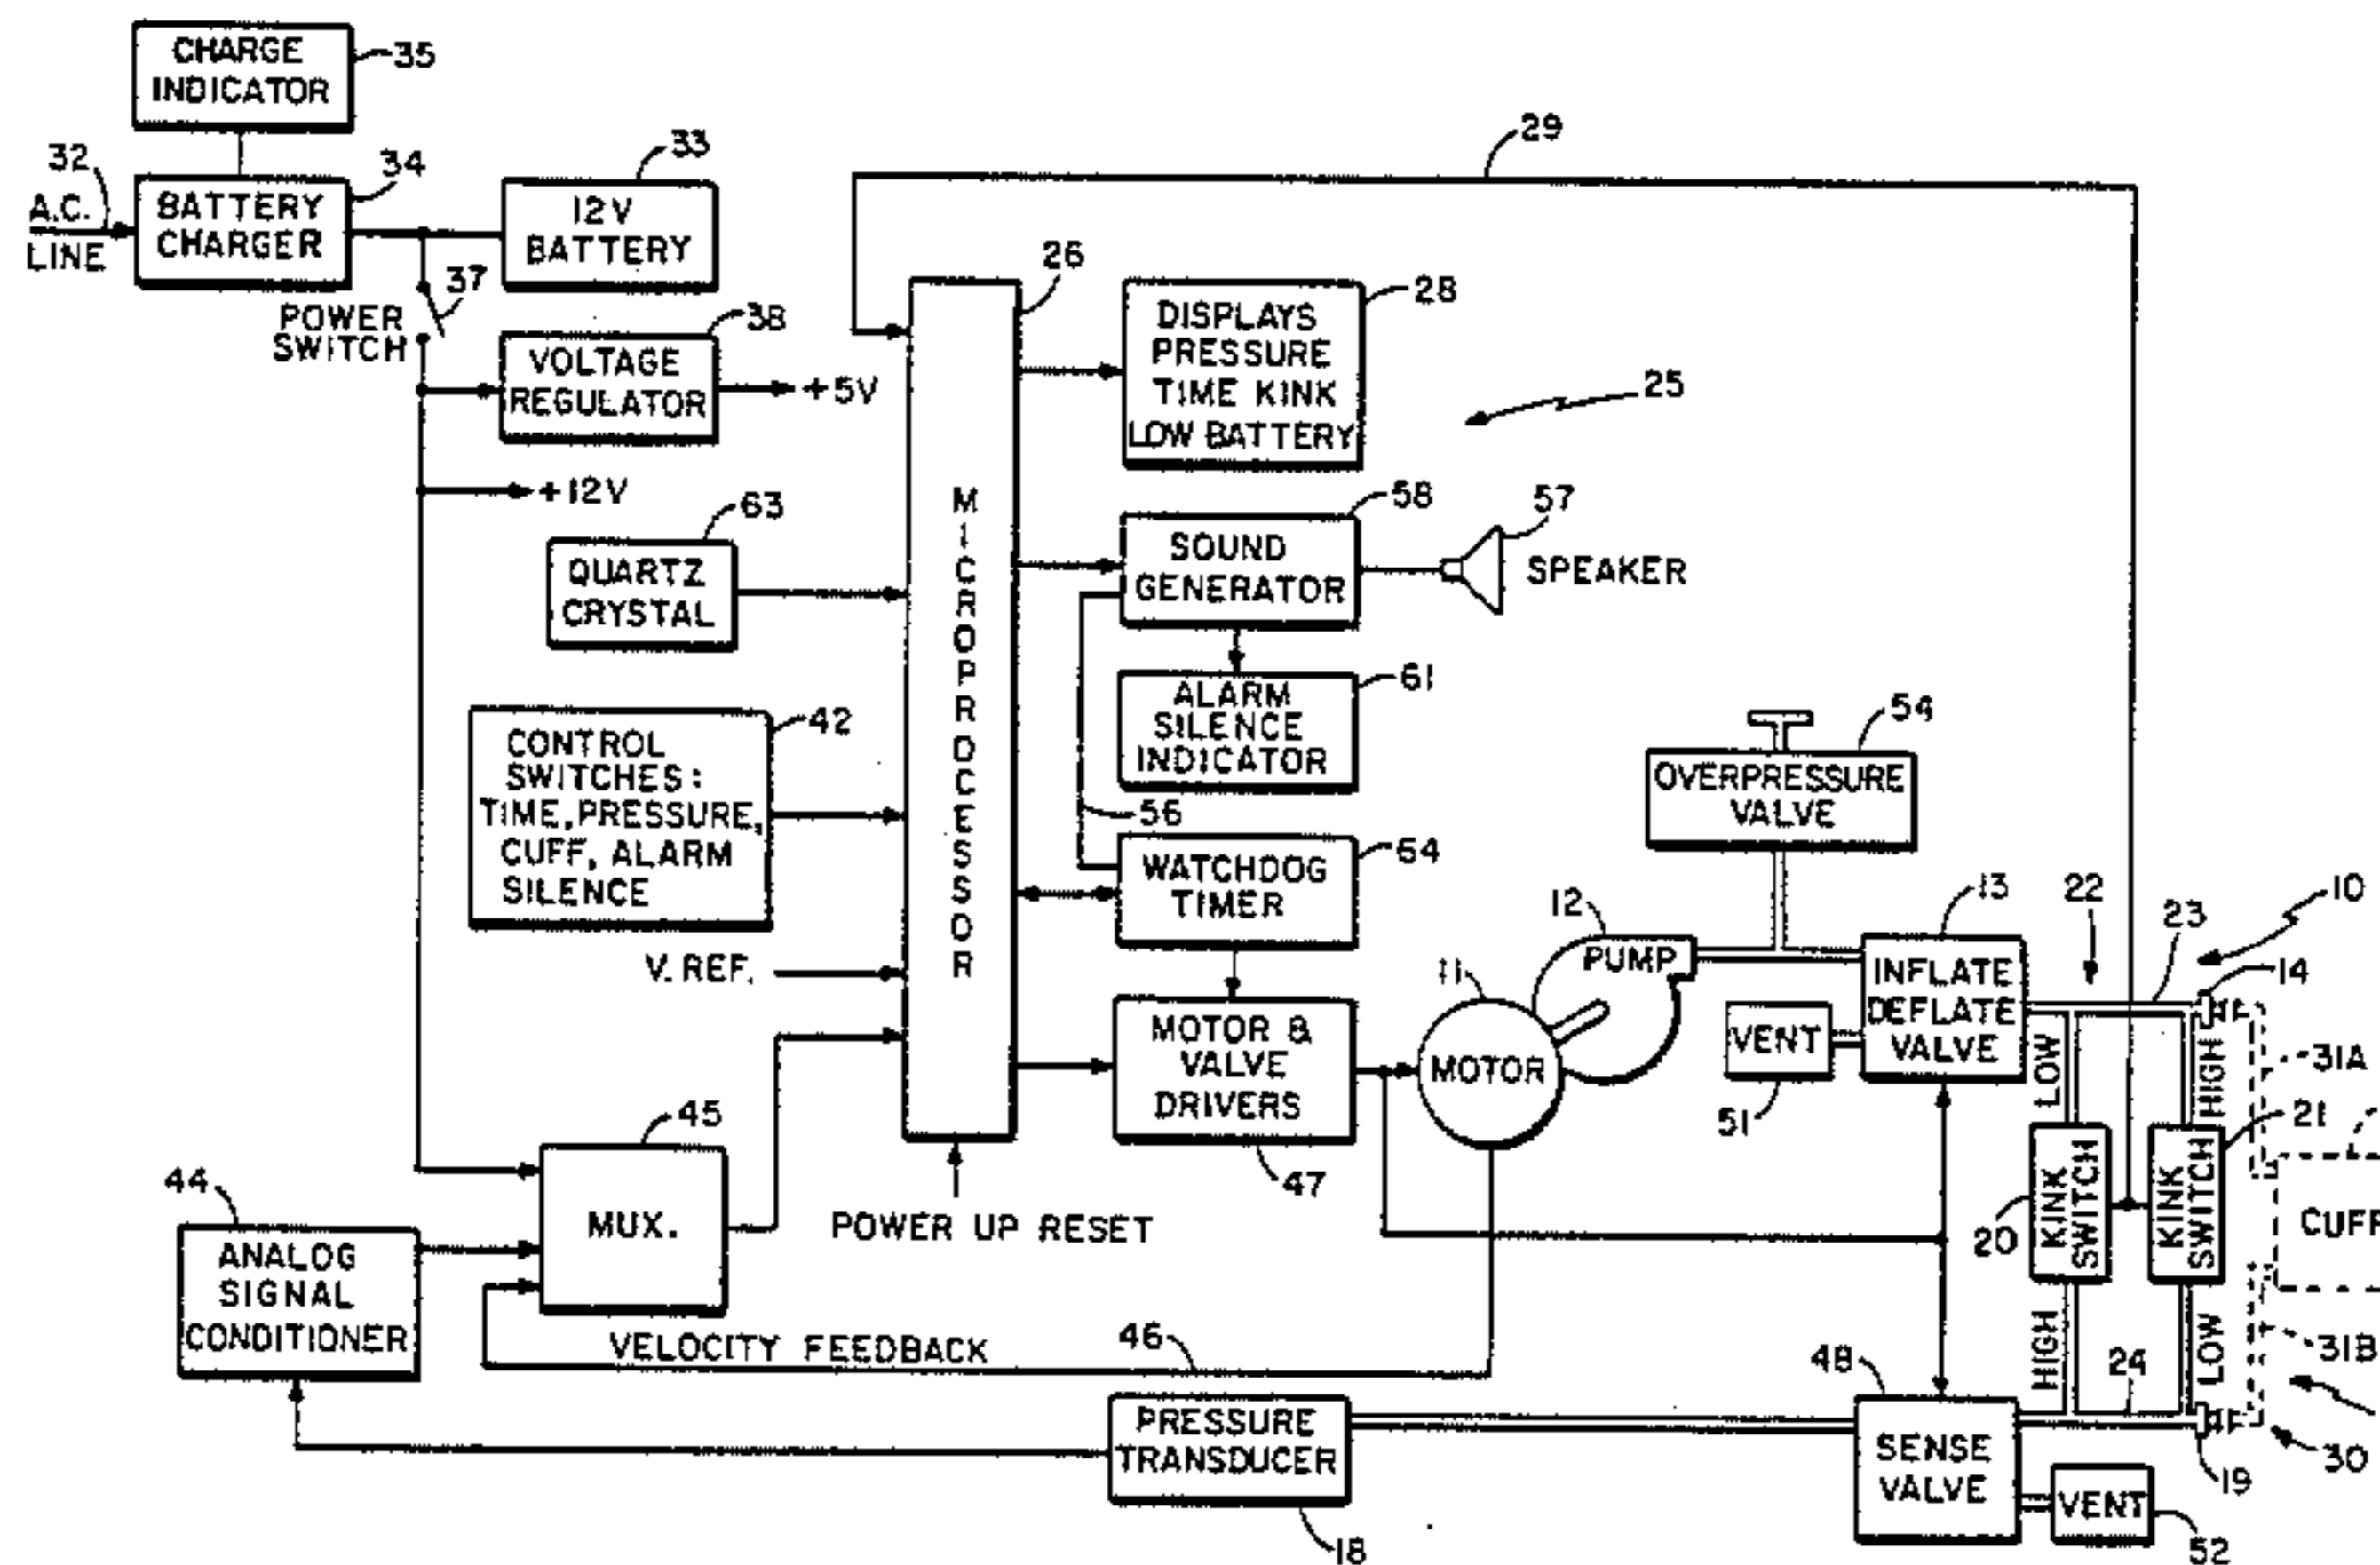 CHARGE
INDICATOR
35
32
A.C.
LINE
BATTERY
CHARGER
34
33
12V
BATTERY
29
37
POWER
SWITCH
38
VOLTAGE
REGULATOR
+5V
+12V
26
28
DISPLAYS
PRESSURE
TIME KINK
LOW BATTERY
25
63
QUARTZ
CRYSTAL
MICROPROCESSOR
58
SOUND
GENERATOR
57
SPEAKER
61
ALARM
SILENCE
INDICATOR
42
CONTROL
SWITCHES:
TIME, PRESSURE,
CUFF, ALARM
SILENCE
56
64
WATCHDOG
TIMER
54
OVERPRESSURE
VALVE
V. REF.
MOTOR &
VALVE
DRIVERS
47
11
MOTOR
12
PUMP
13
INFLATE
DEFLATE
VALVE
VENT
51
22
23
10
14
LOW
HIGH
31A
21
KINK
SWITCH
20
KINK
SWITCH
CUFF
HIGH
LOW
24
31B
30
19
45
MUX.
POWER UP RESET
44
ANALOG
SIGNAL
CONDITIONER
VELOCITY FEEDBACK
46
PRESSURE
TRANSDUCER
18
48
SENSE
VALVE
VENT
52